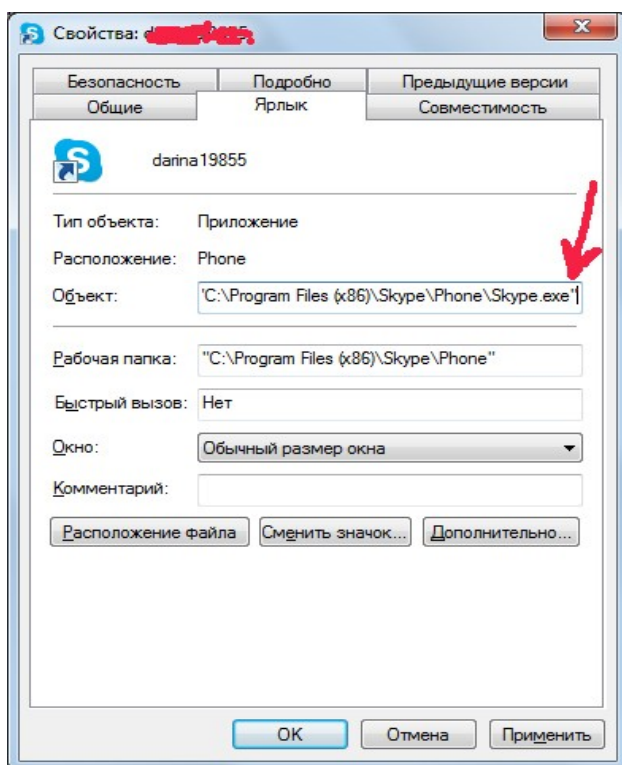 Свойства:
Безопасность Подробно Предыдущие версии
Общие Ярлык Совместимость
darina19855
Тип объекта: Приложение
Расположение: Phone
Объект: "C:\Program Files (x86)\Skype\Phone\Skype.exe"
Рабочая папка: "C:\Program Files (x86)\Skype\Phone"
Быстрый вызов: Нет
Окно: Обычный размер окна
Комментарий:
Расположение файла Сменить значок... Дополнительно...
OK Отмена Применить